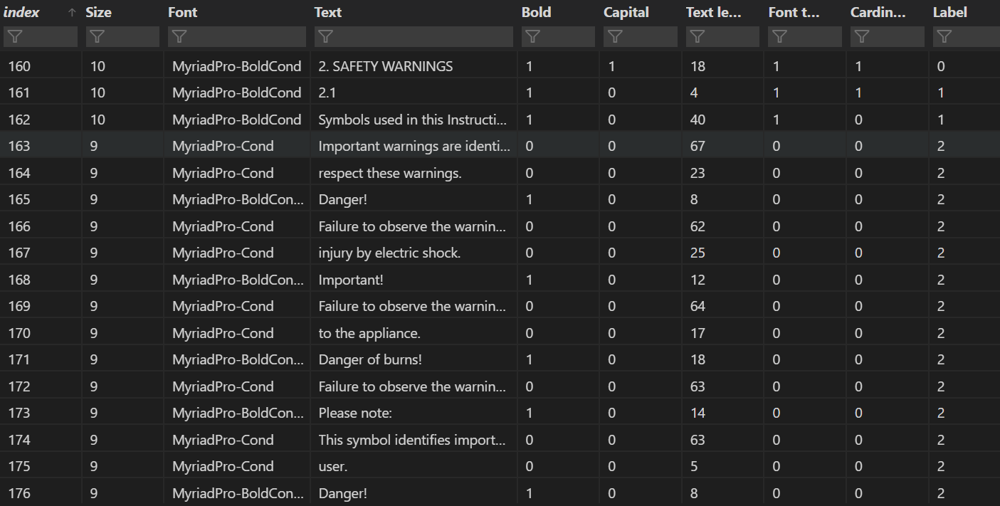 index ↑ Size Font Text Bold Capital Text le... Font t... Cardin... Label
160 10 MyriadPro-BoldCond 2. SAFETY WARNINGS 1 1 18 1 1 0
161 10 MyriadPro-BoldCond 2.1 1 0 4 1 1 1
162 10 MyriadPro-BoldCond Symbols used in this Instructi... 1 0 40 1 0 1
163 9 MyriadPro-Cond Important warnings are identi... 0 0 67 0 0 2
164 9 MyriadPro-Cond respect these warnings. 0 0 23 0 0 2
165 9 MyriadPro-BoldCon... Danger! 1 0 8 0 0 2
166 9 MyriadPro-Cond Failure to observe the warnin... 0 0 62 0 0 2
167 9 MyriadPro-Cond injury by electric shock. 0 0 25 0 0 2
168 9 MyriadPro-BoldCon... Important! 1 0 12 0 0 2
169 9 MyriadPro-Cond Failure to observe the warnin... 0 0 64 0 0 2
170 9 MyriadPro-Cond to the appliance. 0 0 17 0 0 2
171 9 MyriadPro-BoldCon... Danger of burns! 1 0 18 0 0 2
172 9 MyriadPro-Cond Failure to observe the warnin... 0 0 63 0 0 2
173 9 MyriadPro-BoldCon... Please note: 1 0 14 0 0 2
174 9 MyriadPro-Cond This symbol identifies import... 0 0 63 0 0 2
175 9 MyriadPro-Cond user. 0 0 5 0 0 2
176 9 MyriadPro-BoldCon... Danger! 1 0 8 0 0 2